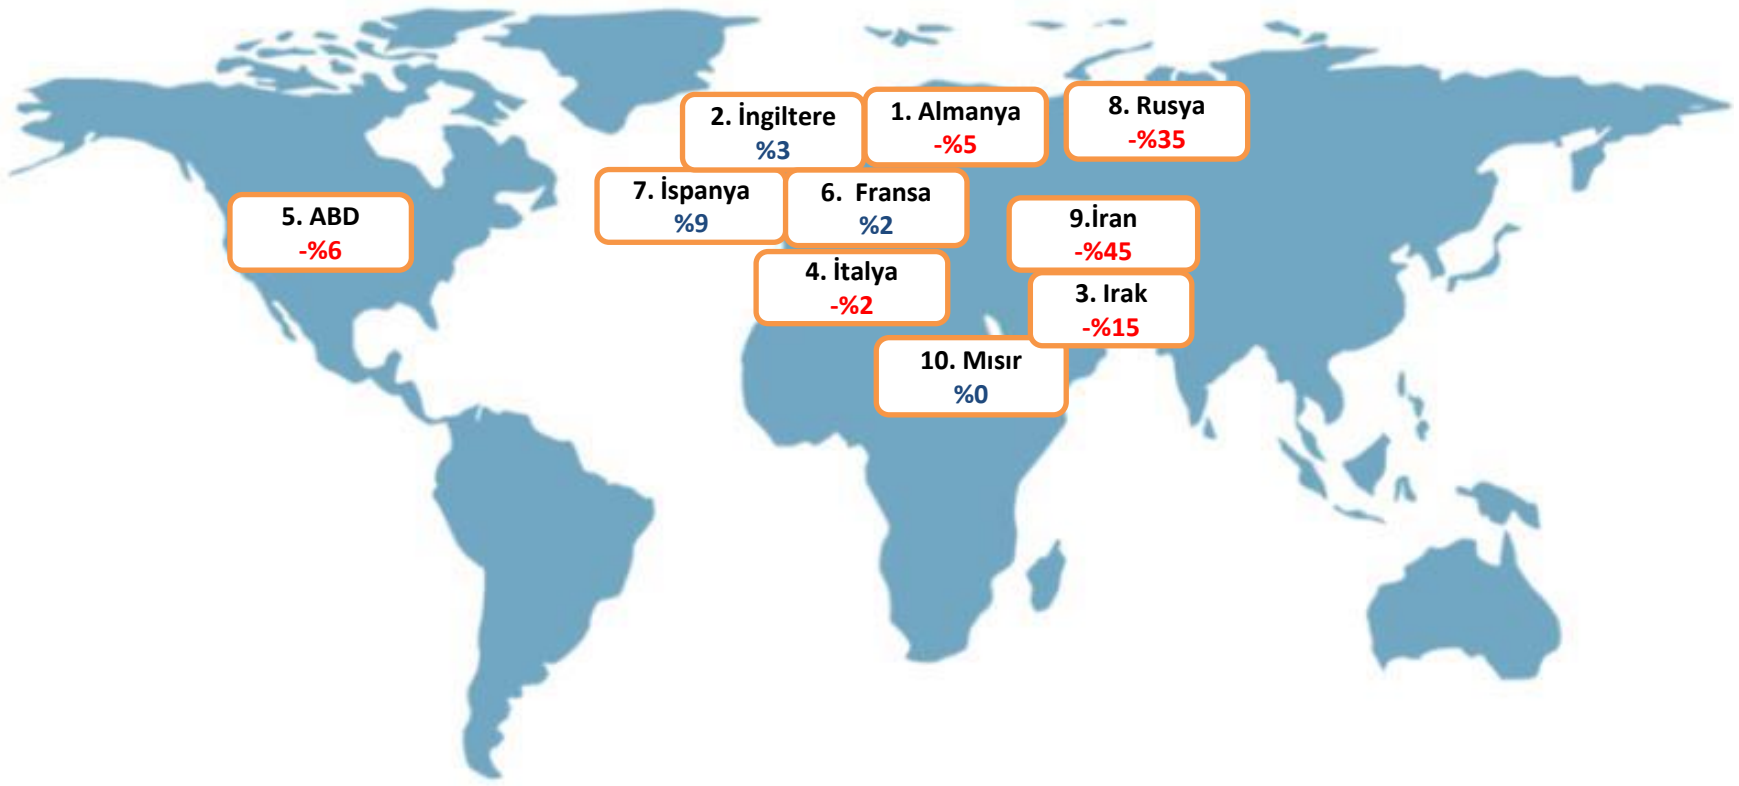 2. İngiltere
%3
1. Almanya
-%5
8. Rusya
-%35
7. İspanya
%9
6. Fransa
%2
5. ABD
-%6
9.İran
-%45
4. İtalya
-%2
3. Irak
-%15
10. Mısır
%0